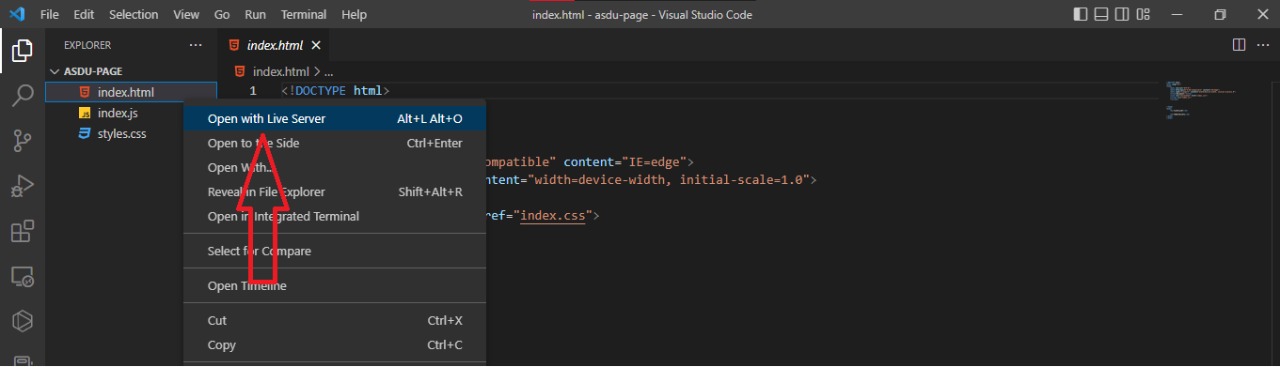 File Edit Selection View Go Run Terminal Help
index.html - asdu-page - Visual Studio Code
EXPLORER
ASDU-PAGE
index.html
index.js
styles.css
index.html
index.html > ...
1 <!DOCTYPE html>
ompatible" content="IE=edge">
ntent="width=device-width, initial-scale=1.0">
ref="index.css">
Open with Live Server Alt+L Alt+O
Open to the Side Ctrl+Enter
Open With...
Reveal in File Explorer Shift+Alt+R
Open in Integrated Terminal
Select for Compare
Open Timeline
Cut Ctrl+X
Copy Ctrl+C